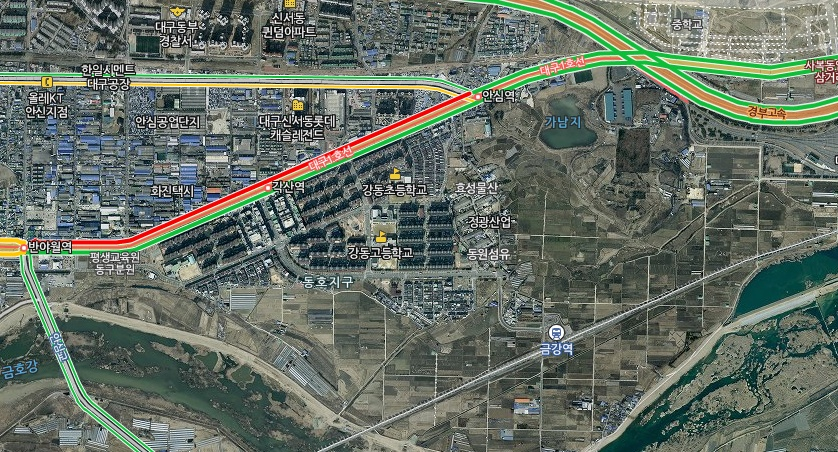 신서동
퀸덤아파트
대구동부
경찰서
중학교
대구1호선
사복동
삼거
한일시멘트
대구공장
올레KT
안신지점
안심공업단지
대구신서동롯데
캐슬레전드
안심역
가남지
경부고속
대구1호선
화진택시
각산역
강동초등학교
효성물산
정광산업
강동고등학교
동원섬유
반야월역
평생교육원
동구분원
동호지구
금강역
금호강